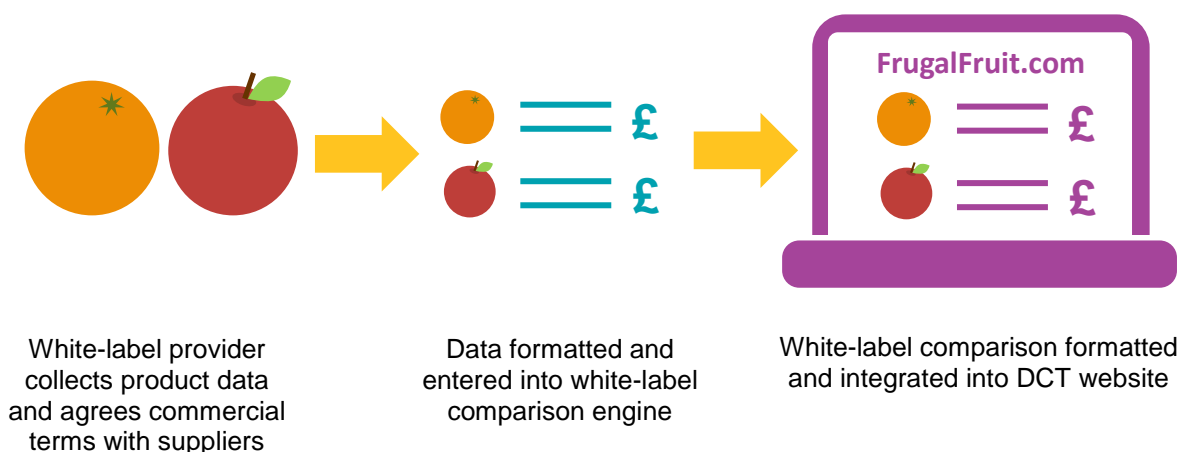 FrugalFruit.com
£
£
£
£
White-label provider
collects product data
and agrees commercial
terms with suppliers
Data formatted and
entered into white-label
comparison engine
White-label comparison formatted
and integrated into DCT website